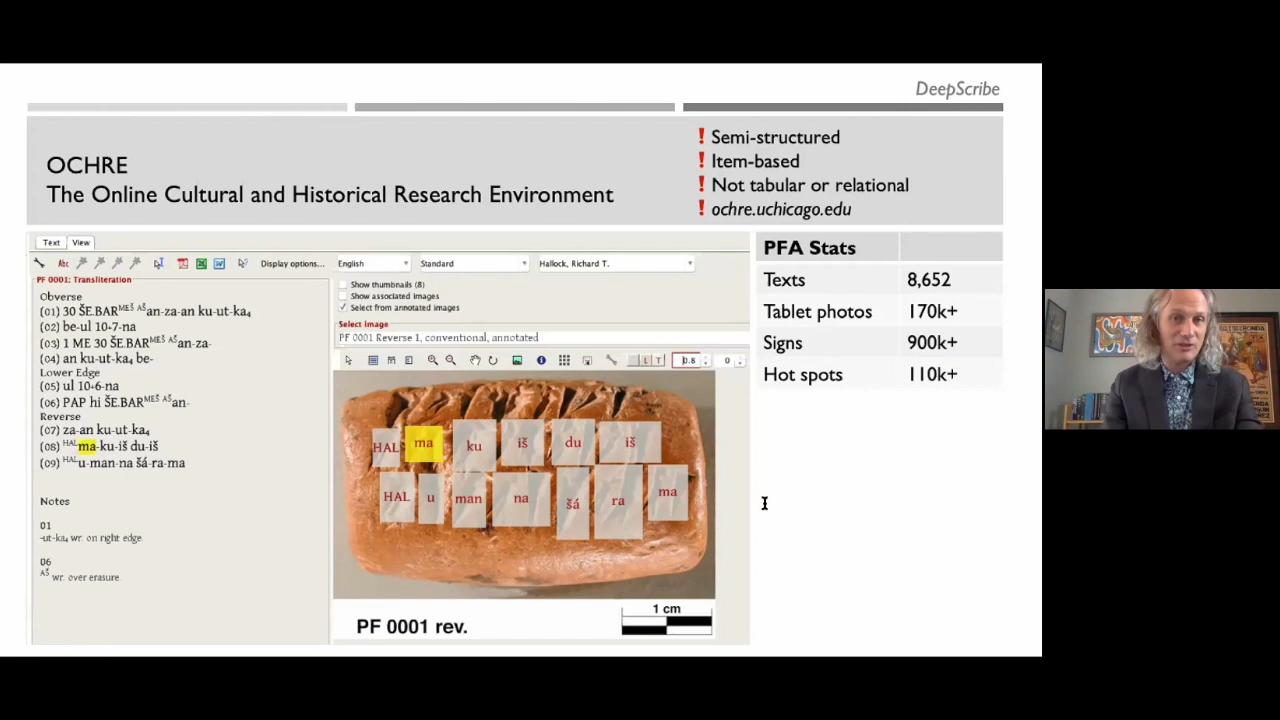 DeepScribe
OCHRE
The Online Cultural and Historical Research Environment
! Semi-structured
! Item-based
! Not tabular or relational
! ochre.uchicago.edu
Text View
Abc Display options... English Standard Hallock, Richard T.
PF 0001: Transliteration
Obverse
(01) 30 ŠE.BARᴹᴱˢ̌ ᴬˢ̌an-za-an ku-ut-ka₄
(02) be-ul 10+7-na
(03) 1 ME 30 ŠE.BARᴹᴱˢ̌ ᴬˢ̌an-za-
(04) an ku-ut-ka₄ be-
Lower Edge
(05) ul 10+6-na
(06) PAP hi ŠE.BARᴹᴱˢ̌ ᴬˢ̌an-
Reverse
(07) za-an ku-ut-ka₄
(08) ᴴᴬᴸma-ku-iš du-iš
(09) ᴴᴬᴸu-man-na šá-ra-ma
Notes
01
-ut-ka₄ wr. on right edge.
06
ᴬˢ̌ wr. over erasure.
Show thumbnails (8)
Show associated images
Select from annotated images
Select image
PF 0001 Reverse 1, conventional, annotated
L T 0.8 0
HAL ma ku iš du iš
HAL u man na šá ra ma
PF 0001 rev.
1 cm
PFA Stats
Texts 8,652
Tablet photos 170k+
Signs 900k+
Hot spots 110k+